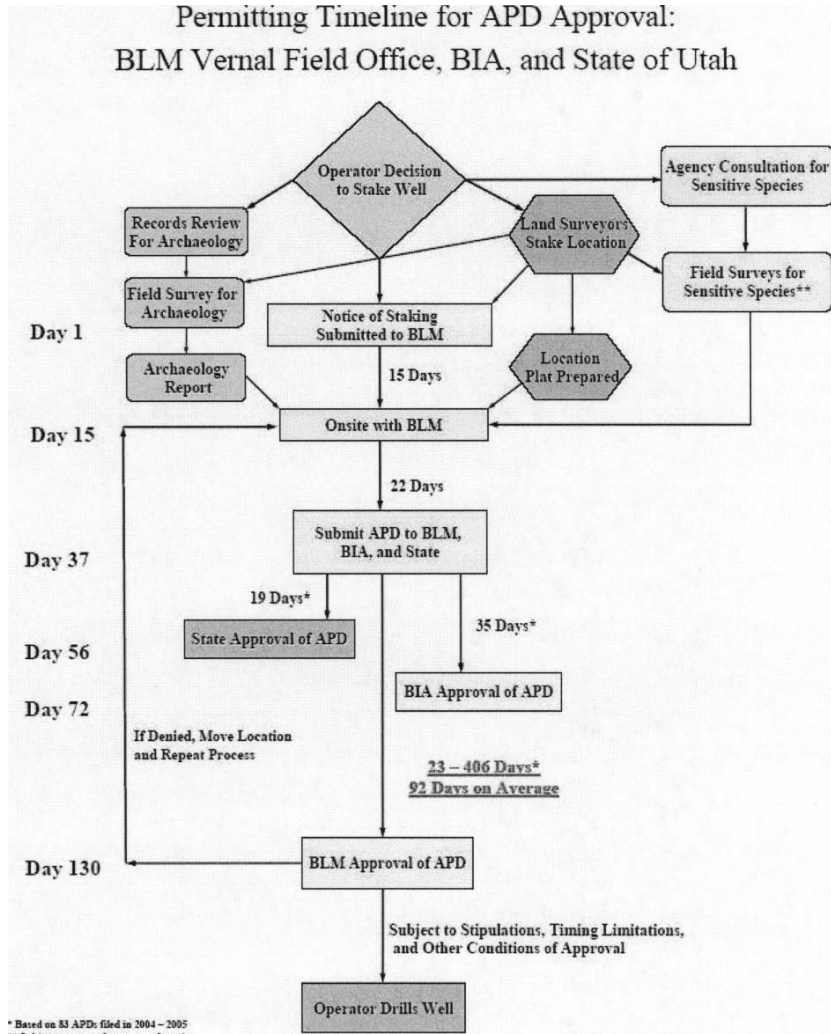 Permitting Timeline for APD Approval:
BLM Vernal Field Office, BIA, and State of Utah
Operator Decision
to Stake Well
Agency Consultation for
Sensitive Species
Records Review
For Archaeology
Land Surveyors
Stake Location
Field Survey for
Archaeology
Field Surveys for
Sensitive Species**
Day 1
Notice of Staking
Submitted to BLM
Archaeology
Report
15 Days
Location
Plat Prepared
Day 15
Onsite with BLM
22 Days
Day 37
Submit APD to BLM,
BIA, and State
19 Days*
35 Days*
Day 56
State Approval of APD
Day 72
BIA Approval of APD
If Denied, Move Location
and Repeat Process
23 – 406 Days*
92 Days on Average
Day 130
BLM Approval of APD
Subject to Stipulations, Timing Limitations,
and Other Conditions of Approval
Operator Drills Well
* Based on 83 APDs filed in 2004 – 2005